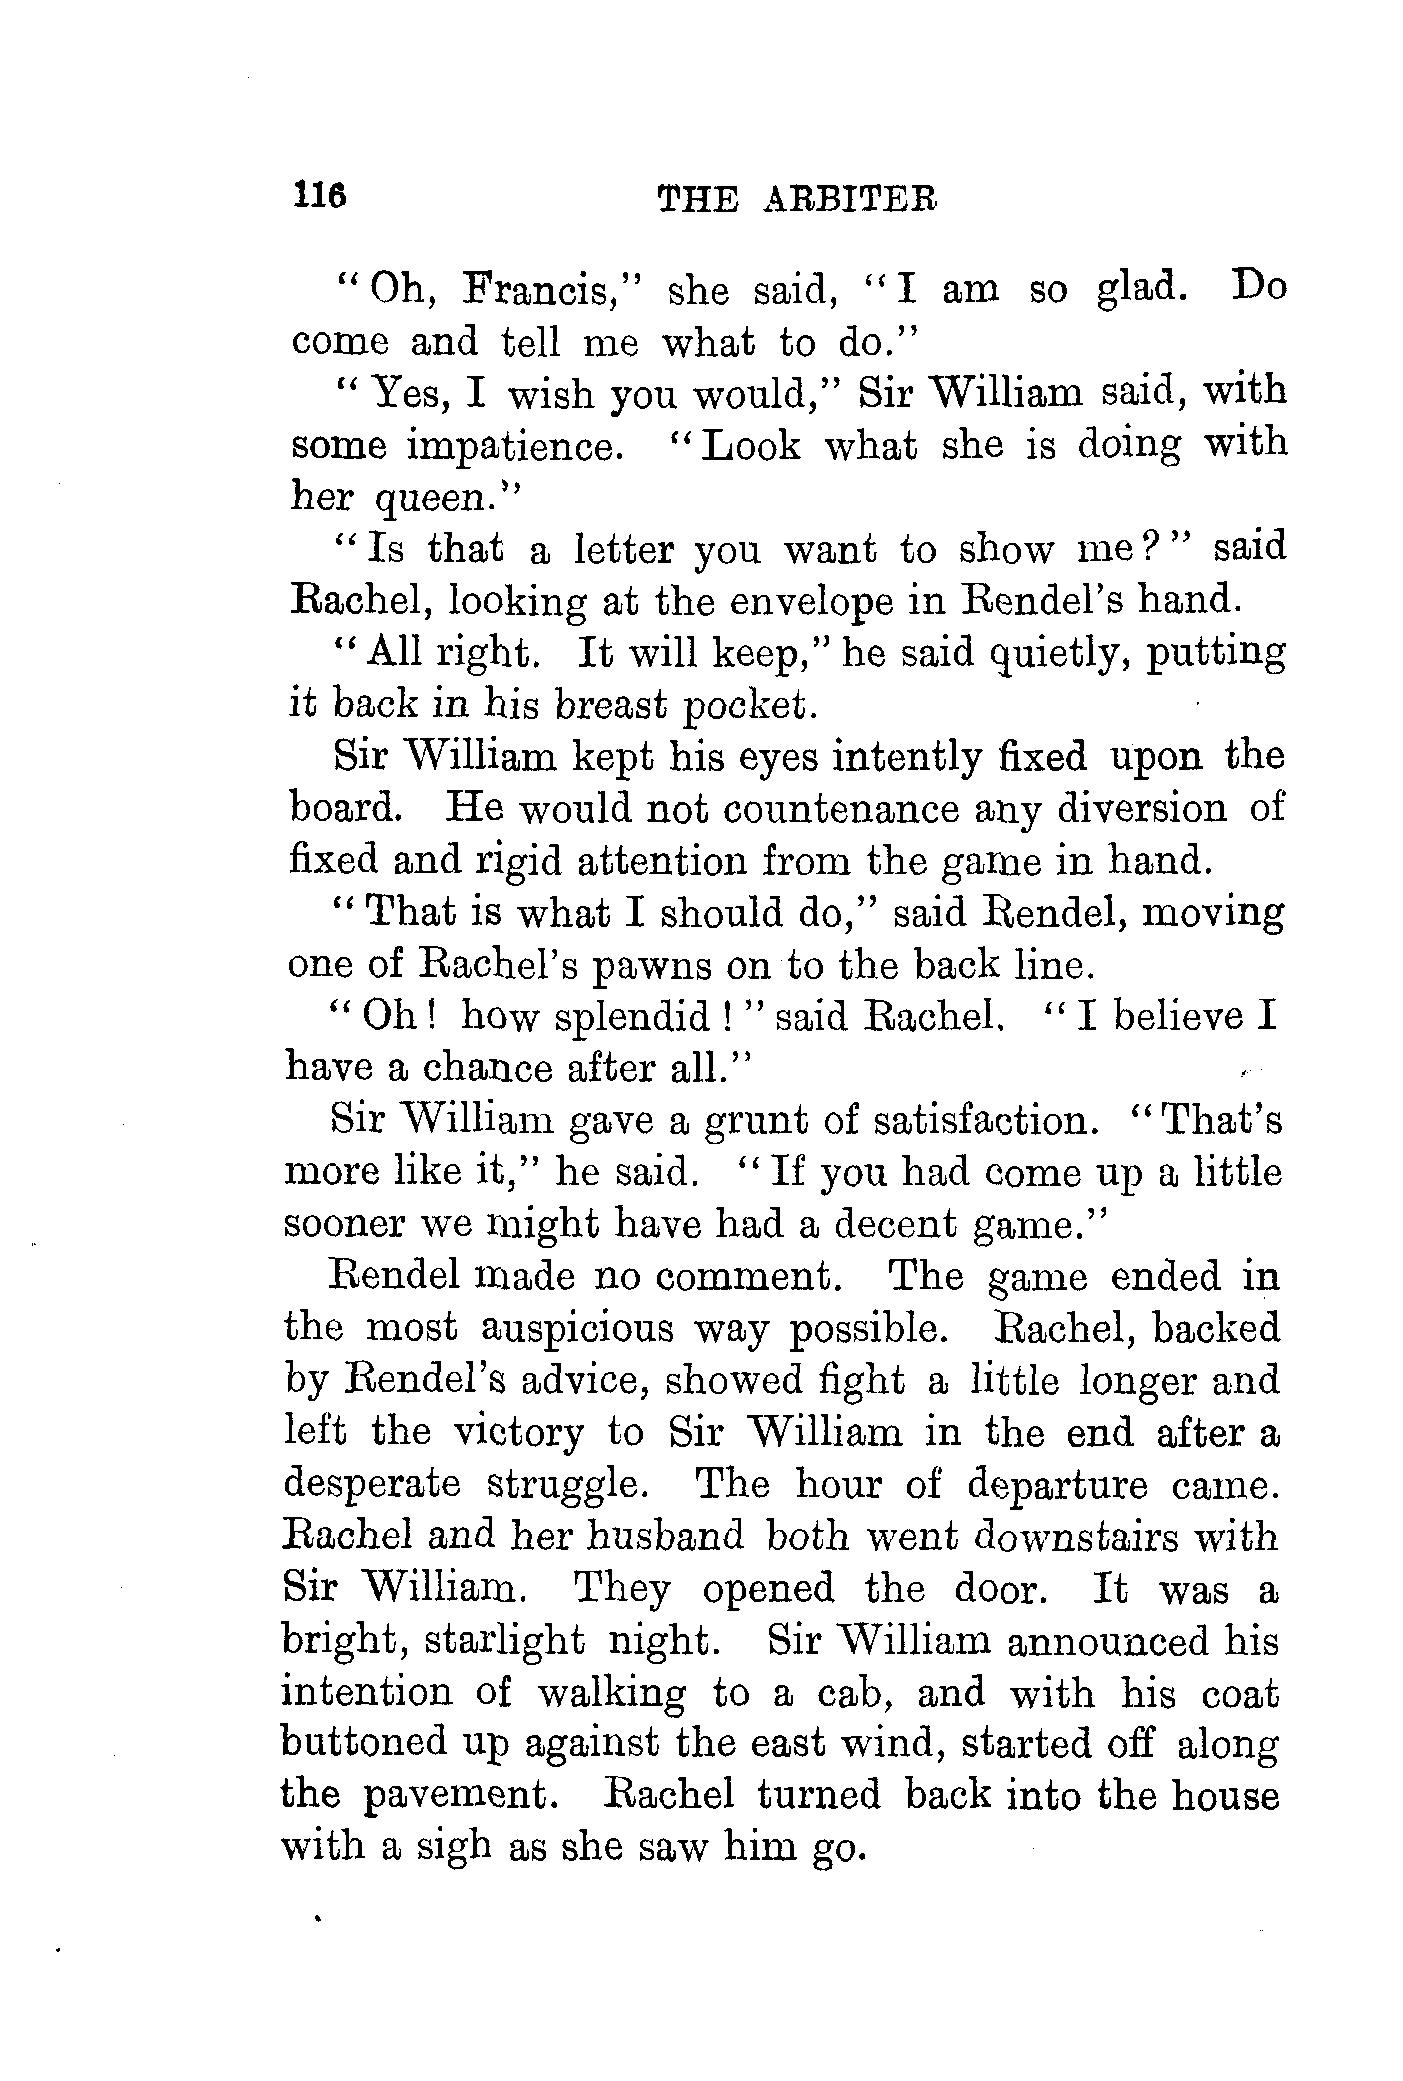 116 THE ARBITER
“Oh, Francis,” she said, “I am so glad. Do
come and tell me what to do.”
“Yes, I wish you would,” Sir William said, with
some impatience. “Look what she is doing with
her queen.”
“Is that a letter you want to show me?” said
Rachel, looking at the envelope in Rendel’s hand.
“All right. It will keep,” he said quietly, putting
it back in his breast pocket.
Sir William kept his eyes intently fixed upon the
board. He would not countenance any diversion of
fixed and rigid attention from the game in hand.
“That is what I should do,” said Rendel, moving
one of Rachel’s pawns on to the back line.
“Oh! how splendid!” said Rachel. “I believe I
have a chance after all.”
Sir William gave a grunt of satisfaction. “That’s
more like it,” he said. “If you had come up a little
sooner we might have had a decent game.”
Rendel made no comment. The game ended in
the most auspicious way possible. Rachel, backed
by Rendel’s advice, showed fight a little longer and
left the victory to Sir William in the end after a
desperate struggle. The hour of departure came.
Rachel and her husband both went downstairs with
Sir William. They opened the door. It was a
bright, starlight night. Sir William announced his
intention of walking to a cab, and with his coat
buttoned up against the east wind, started off along
the pavement. Rachel turned back into the house
with a sigh as she saw him go.